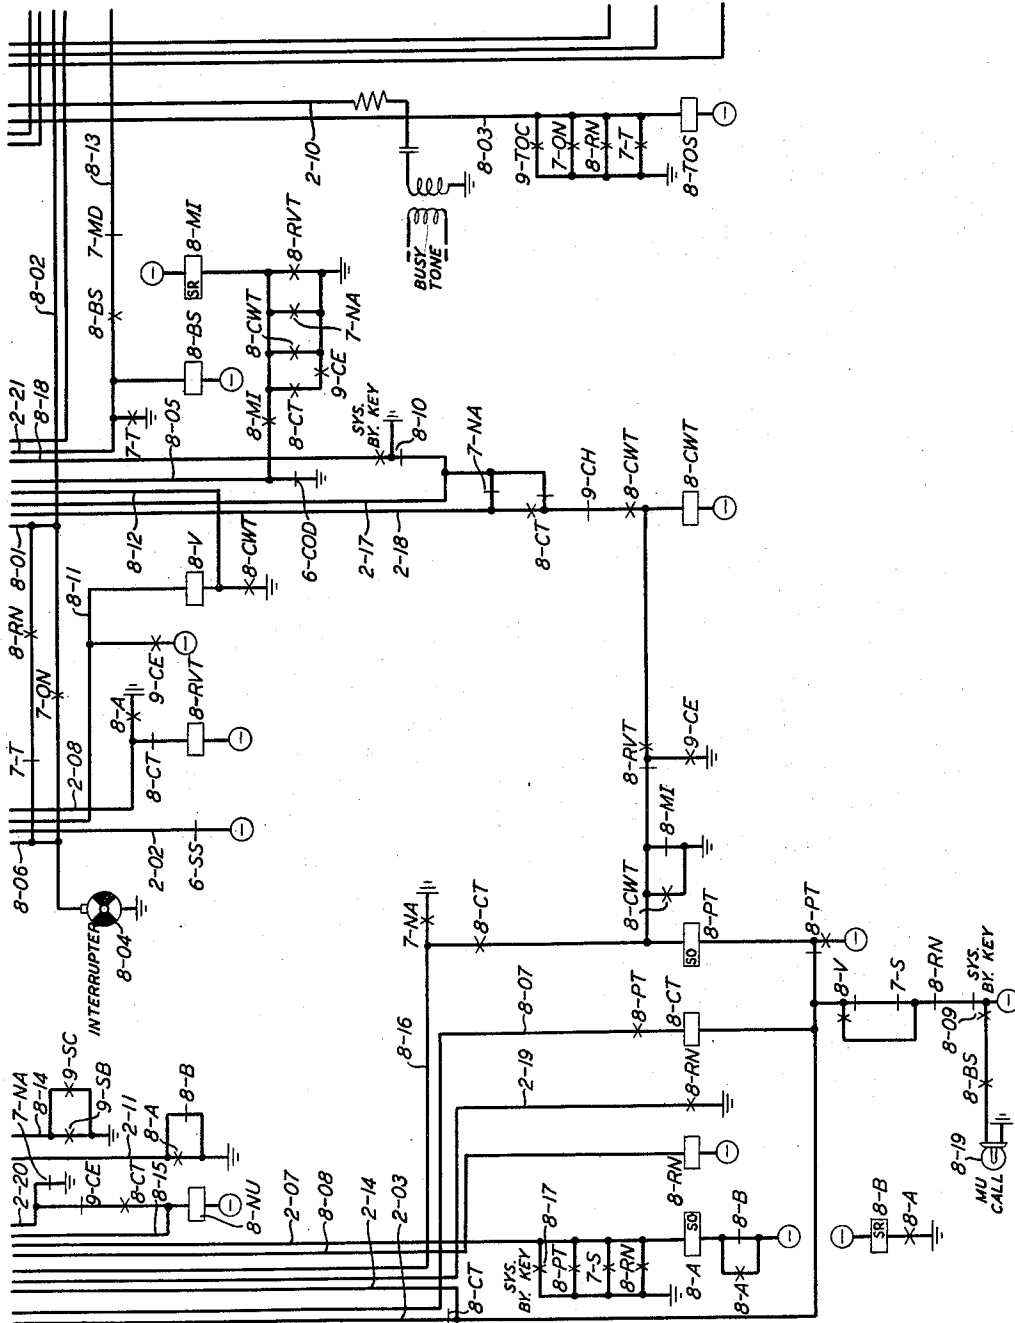 8-13
7-MD
8-BS
8-02
2-21
8-18
7-T
8-05
8-BS
SR
8-MI
8-RVT
8-CWT
7-NA
8-MI
8-CT
9-CE
2-10
BUSY
TONE
8-03
9-TOC
7-ON
8-RN
7-T
8-TOS
SYS.
BY. KEY
8-10
7-NA
9-CH
8-CWT
8-CWT
8-CT
6-COD
2-17
2-18
8-12
8-CWT
8-V
8-11
8-01
8-RN
7-ON
9-CE
8-A
8-RVT
8-CT
7-T
2-08
2-02
6-SS
8-06
INTERRUPTER
8-04
8-RVT
9-CE
8-MI
8-CWT
8-PT
SO
7-NA
8-CT
8-16
8-07
8-PT
8-CT
2-19
8-RN
8-PT
8-V
7-S
8-RN
SYS.
BY. KEY
8-09
8-BS
8-19
MU
CALL
7-NA
8-14
9-SC
9-SB
2-11
8-A
8-B
2-20
9-CE
8-CT
8-15
8-NU
2-07
8-08
2-14
2-03
8-CT
SYS.
BY. KEY
8-17
8-PT
7-S
8-RN
8-RN
SO
8-A
8-B
8-A
SR
8-B
8-A